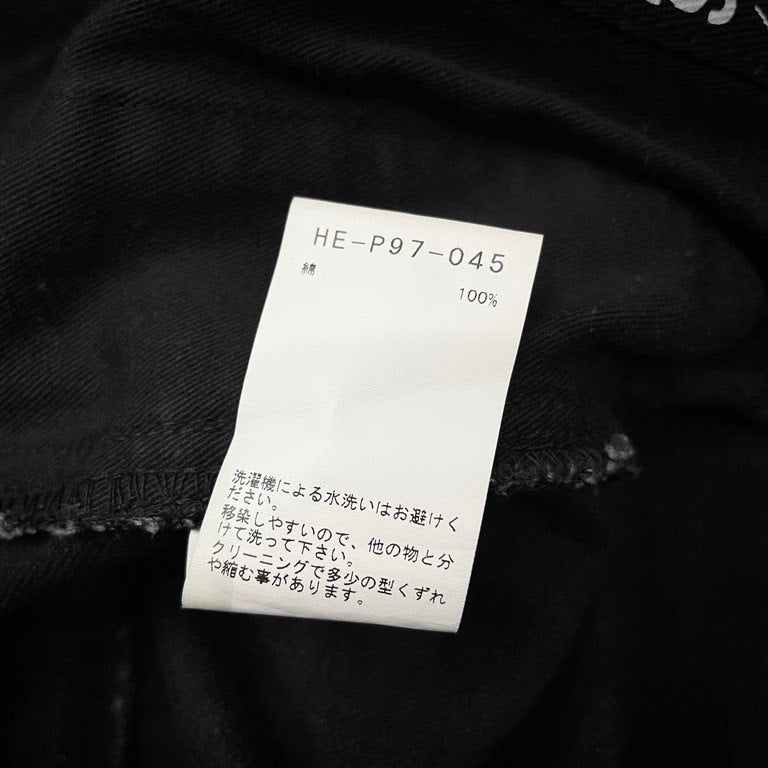 HE-P97-045
綿
100%
洗濯機による水洗いはお避けく
ださい。
移染しやすいので、他の物と分
けて洗って下さい。
クリーニングで多少の型くずれ
や縮む事があります。